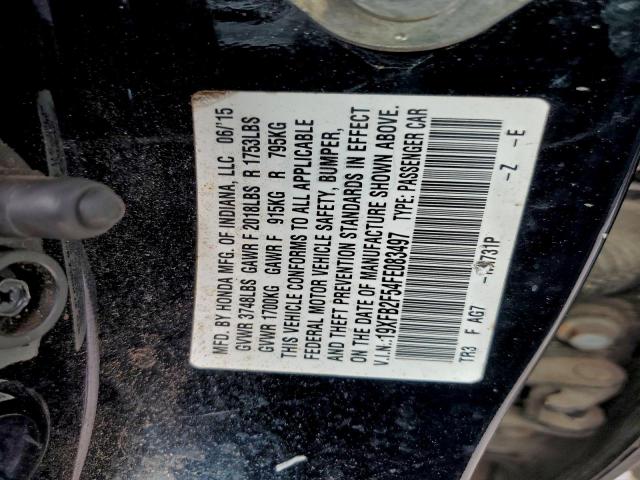 MFD. BY HONDA MFG. OF INDIANA, LLC 06/15
GVWR 3748LBS GAWR F 2018LBS R 1753LBS
GVWR 1700KG GAWR F 915KG R 795KG
THIS VEHICLE CONFORMS TO ALL APPLICABLE
FEDERAL MOTOR VEHICLE SAFETY, BUMPER,
AND THEFT PREVENTION STANDARDS IN EFFECT
ON THE DATE OF MANUFACTURE SHOWN ABOVE.
V.I.N.: 19XFB2F54FE083497 TYPE: PASSENGER CAR
TR3 F AG7 -Z -E